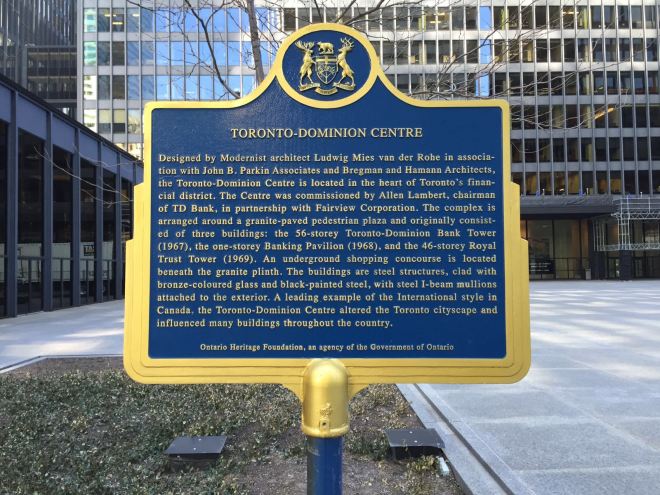 TORONTO-DOMINION CENTRE
Designed by Modernist architect Ludwig Mies van der Rohe in associa-
tion with John B. Parkin Associates and Bregman and Hamann Architects,
the Toronto-Dominion Centre is located in the heart of Toronto's finan-
cial district. The Centre was commissioned by Allen Lambert, chairman
of TD Bank, in partnership with Fairview Corporation. The complex is
arranged around a granite-paved pedestrian plaza and originally consist-
ed of three buildings: the 56-storey Toronto-Dominion Bank Tower
(1967), the one-storey Banking Pavilion (1968), and the 46-storey Royal
Trust Tower (1969). An underground shopping concourse is located
beneath the granite plinth. The buildings are steel structures, clad with
bronze-coloured glass and black-painted steel, with steel I-beam mullions
attached to the exterior. A leading example of the International style in
Canada. the Toronto-Dominion Centre altered the Toronto cityscape and
influenced many buildings throughout the country.
Ontario Heritage Foundation, an agency of the Government of Ontario